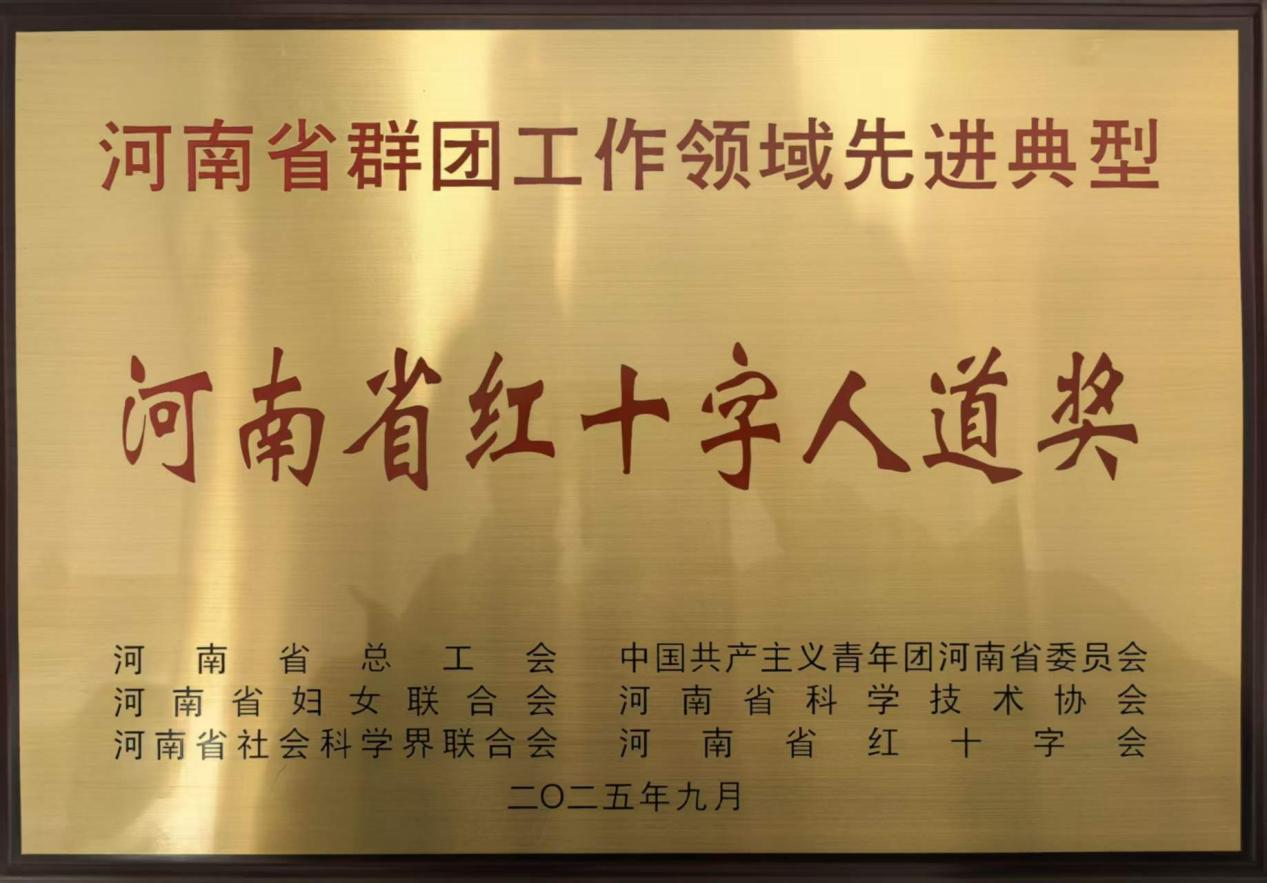 河南省群团工作领域先进典型
河南省红十字人道奖
河南省总工会 中国共产主义青年团河南省委员会
河南省妇女联合会 河南省科学技术协会
河南省社会科学界联合会 河南省红十字会
二〇二五年九月